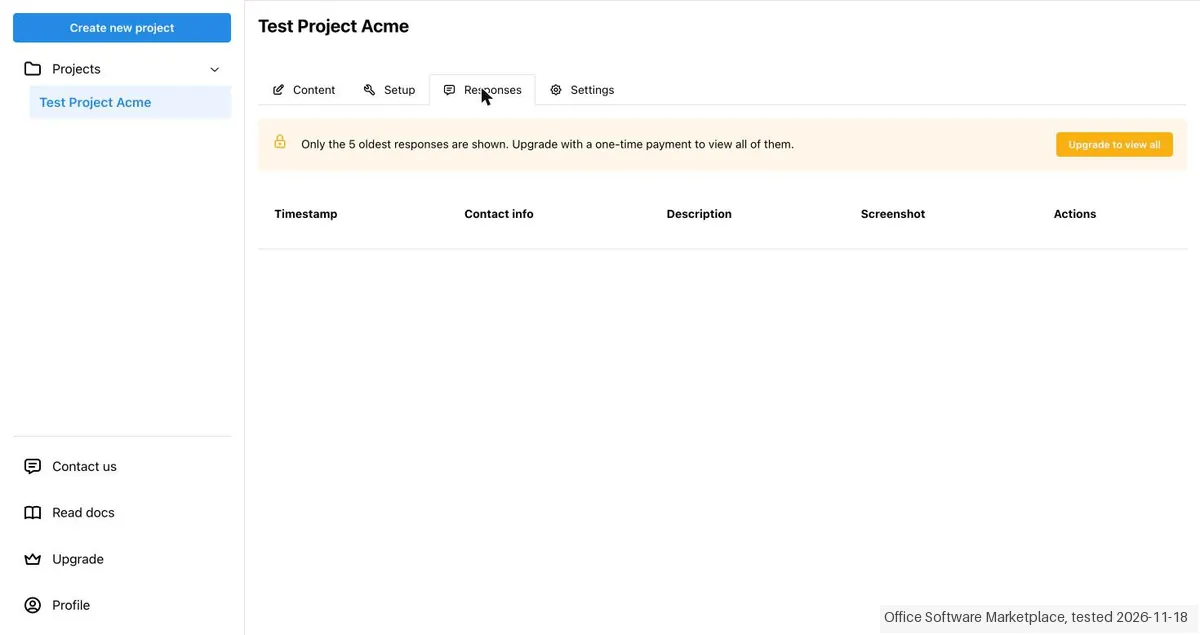 Create new project
Projects
Test Project Acme
Contact us
Read docs
Upgrade
Profile
Test Project Acme
Content Setup Responses Settings
Only the 5 oldest responses are shown. Upgrade with a one-time payment to view all of them. Upgrade to view all
Timestamp Contact info Description Screenshot Actions
Office Software Marketplace, tested 2026-11-18